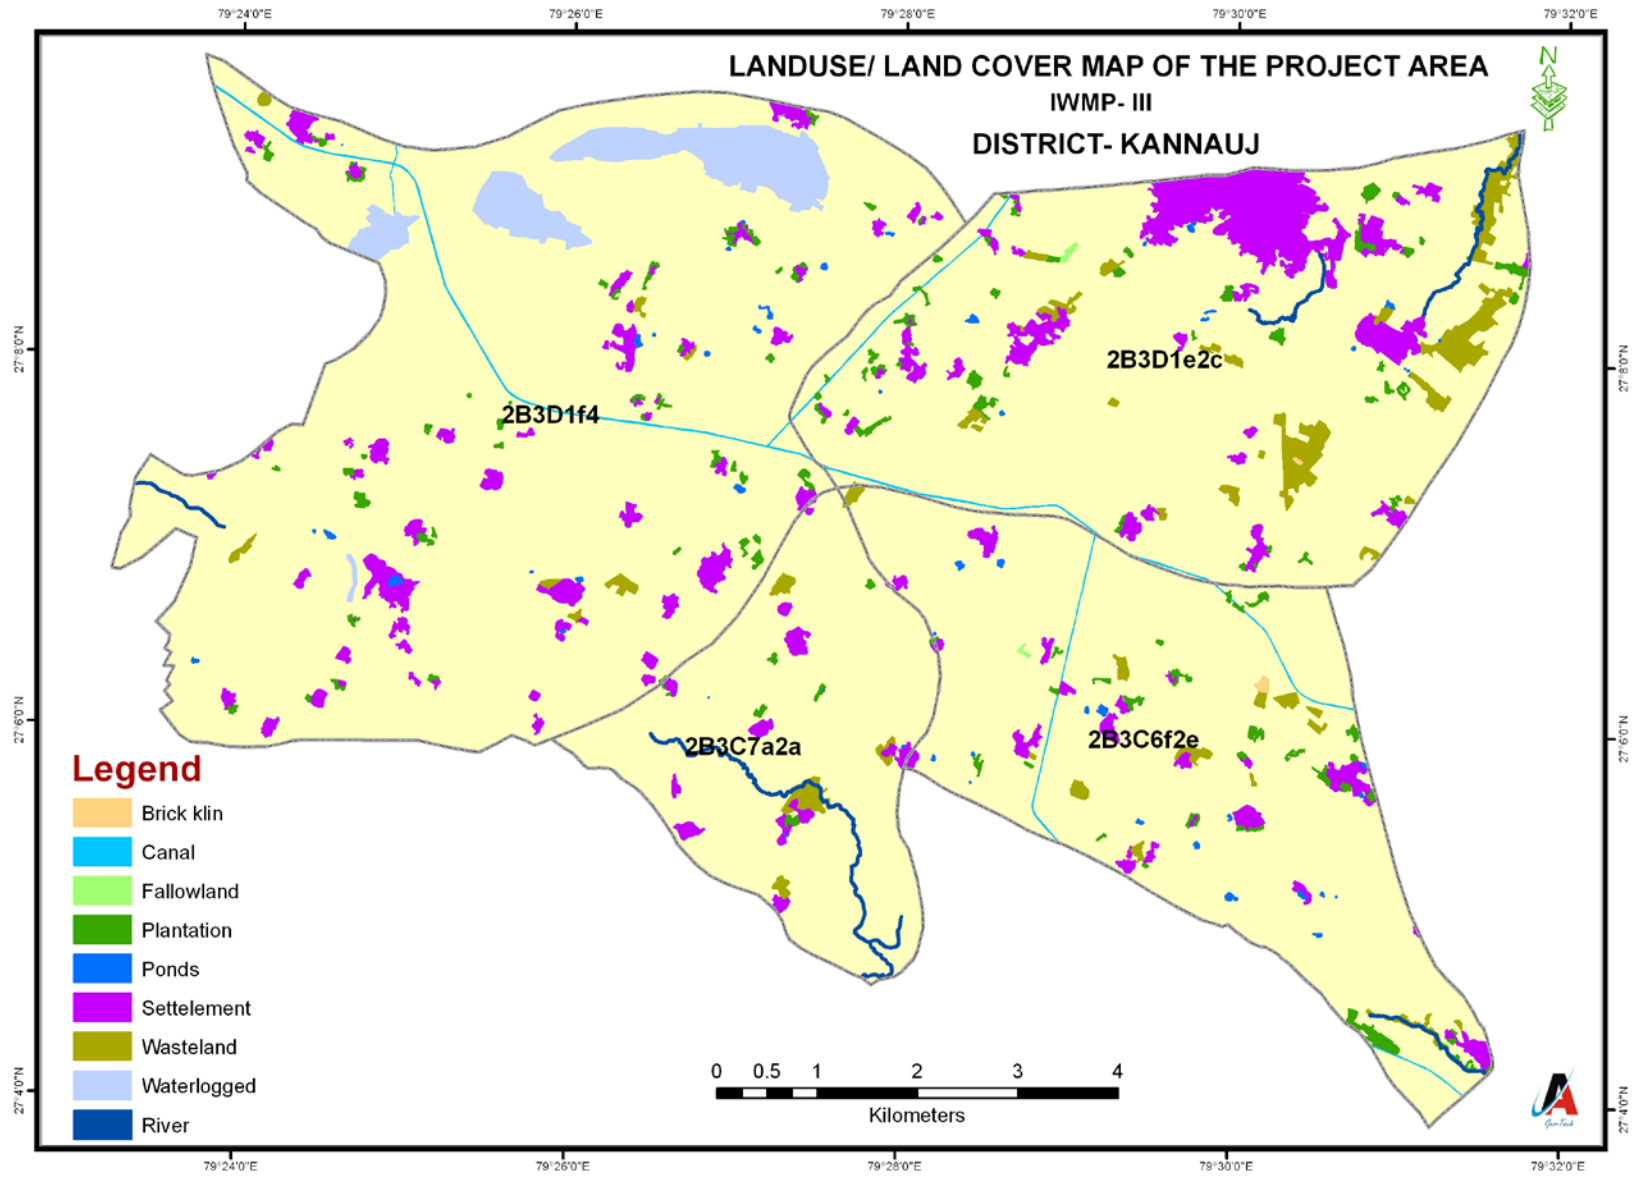 79°24'0"E 79°26'0"E 79°28'0"E 79°30'0"E 79°32'0"E
LANDUSE/ LAND COVER MAP OF THE PROJECT AREA
IWMP- III
DISTRICT- KANNAUJ
N
27°8'0"N
27°8'0"N
2B3D1e2c
2B3D1f4
27°6'0"N
27°6'0"N
2B3C7a2a
2B3C6f2e
Legend
Brick klin
Canal
Fallowland
Plantation
Ponds
Settelement
Wasteland
Waterlogged
River
0 0.5 1 2 3 4
Kilometers
27°4'0"N
27°4'0"N
A
GeoTech
79°24'0"E 79°26'0"E 79°28'0"E 79°30'0"E 79°32'0"E